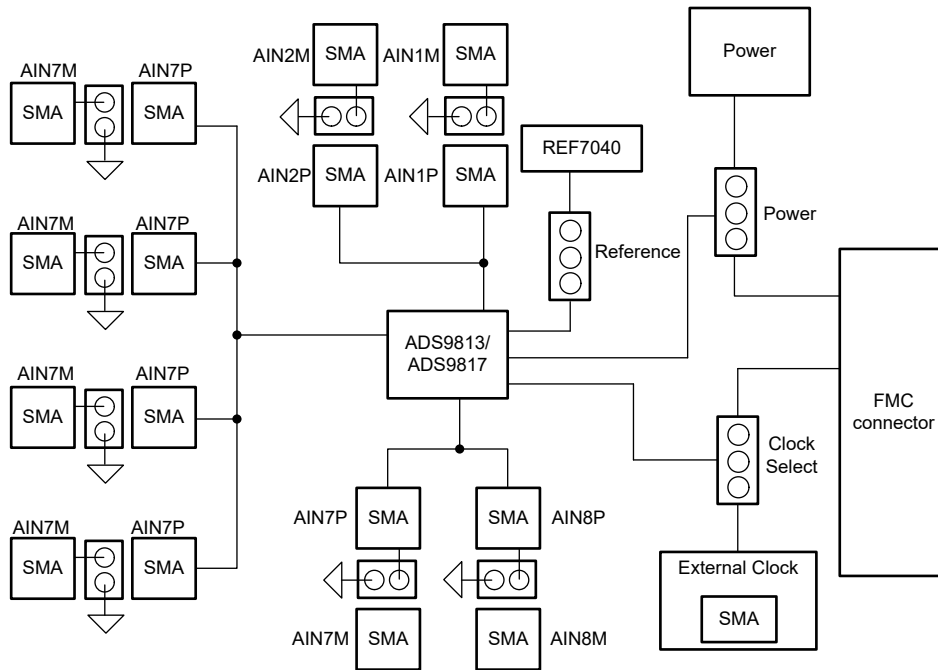 AIN2M
SMA
AIN1M
SMA
Power
AIN7M
AIN7P
SMA
SMA
REF7040
AIN2P
SMA
AIN1P
SMA
Power
AIN7M
AIN7P
SMA
SMA
Reference
ADS9813/
ADS9817
AIN7M
AIN7P
SMA
SMA
FMC
connector
Clock
Select
AIN7P
SMA
SMA
AIN8P
AIN7M
AIN7P
SMA
SMA
External Clock
SMA
AIN7M
SMA
SMA
AIN8M